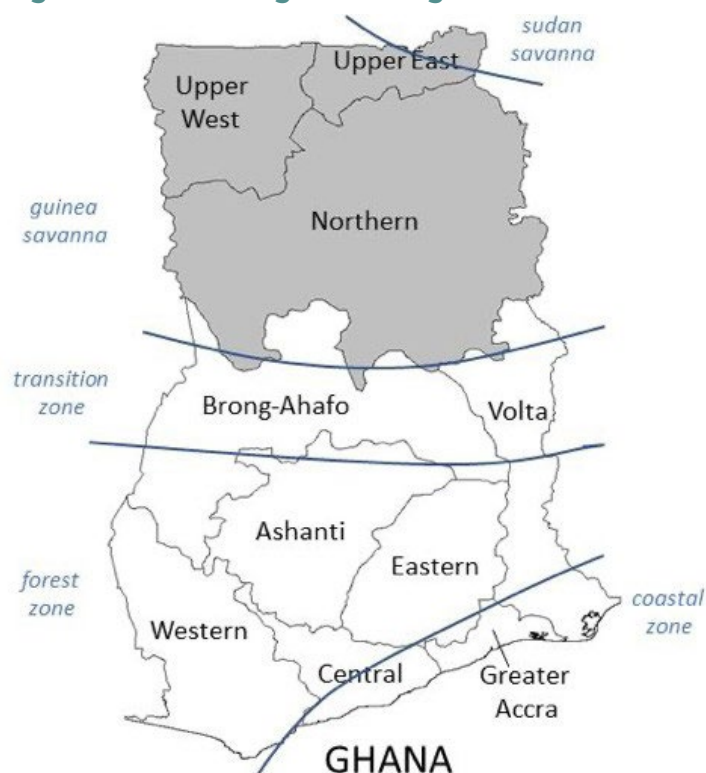 sudan
savanna
Upper East
Upper
West
guinea
savanna
Northern
transition
zone
Brong-Ahafo
Volta
Ashanti
Eastern
forest
zone
coastal
zone
Western
Central
Greater
Accra
GHANA